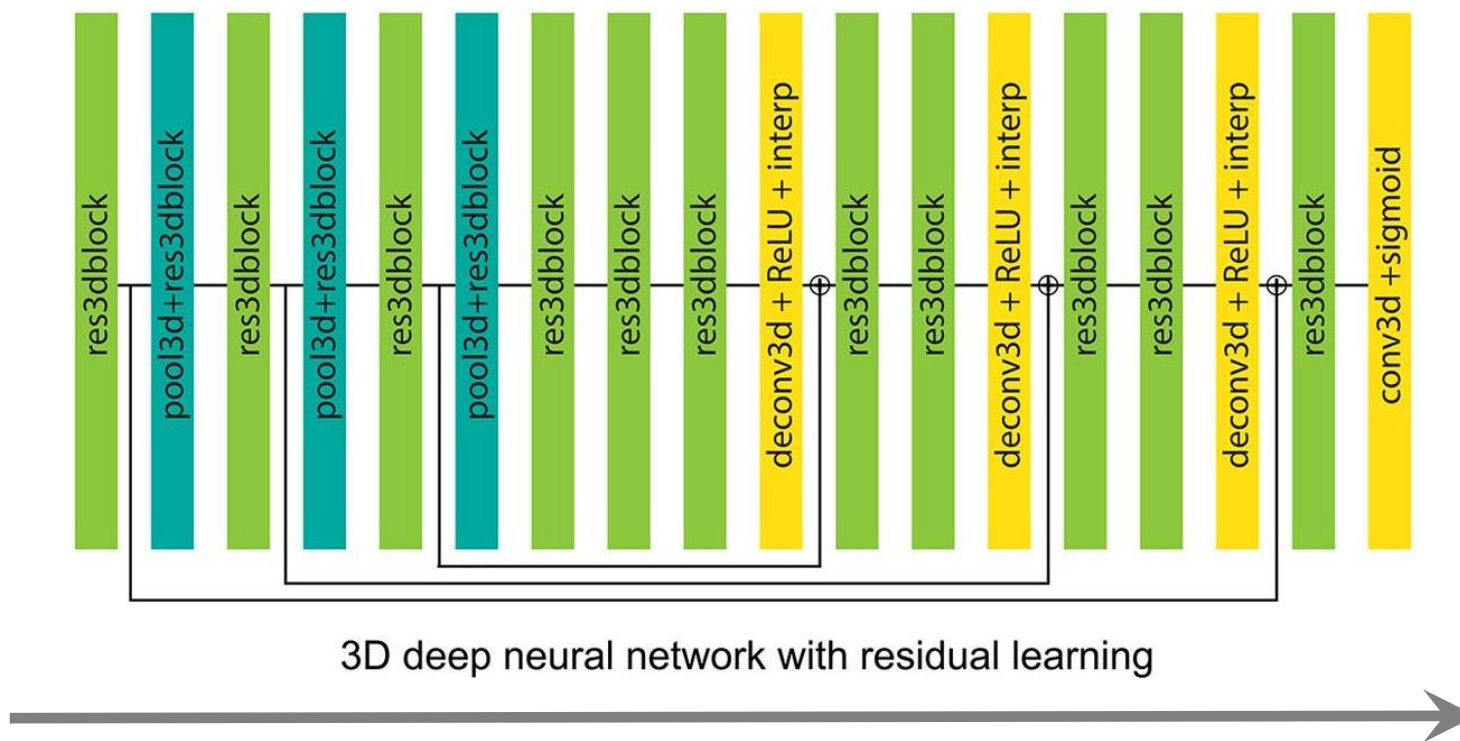 res3dblock
pool3d+res3dblock
res3dblock
pool3d+res3dblock
res3dblock
pool3d+res3dblock
res3dblock
res3dblock
res3dblock
deconv3d + ReLU + interp
res3dblock
res3dblock
deconv3d + ReLU + interp
res3dblock
res3dblock
deconv3d + ReLU + interp
res3dblock
conv3d +sigmoid
3D deep neural network with residual learning